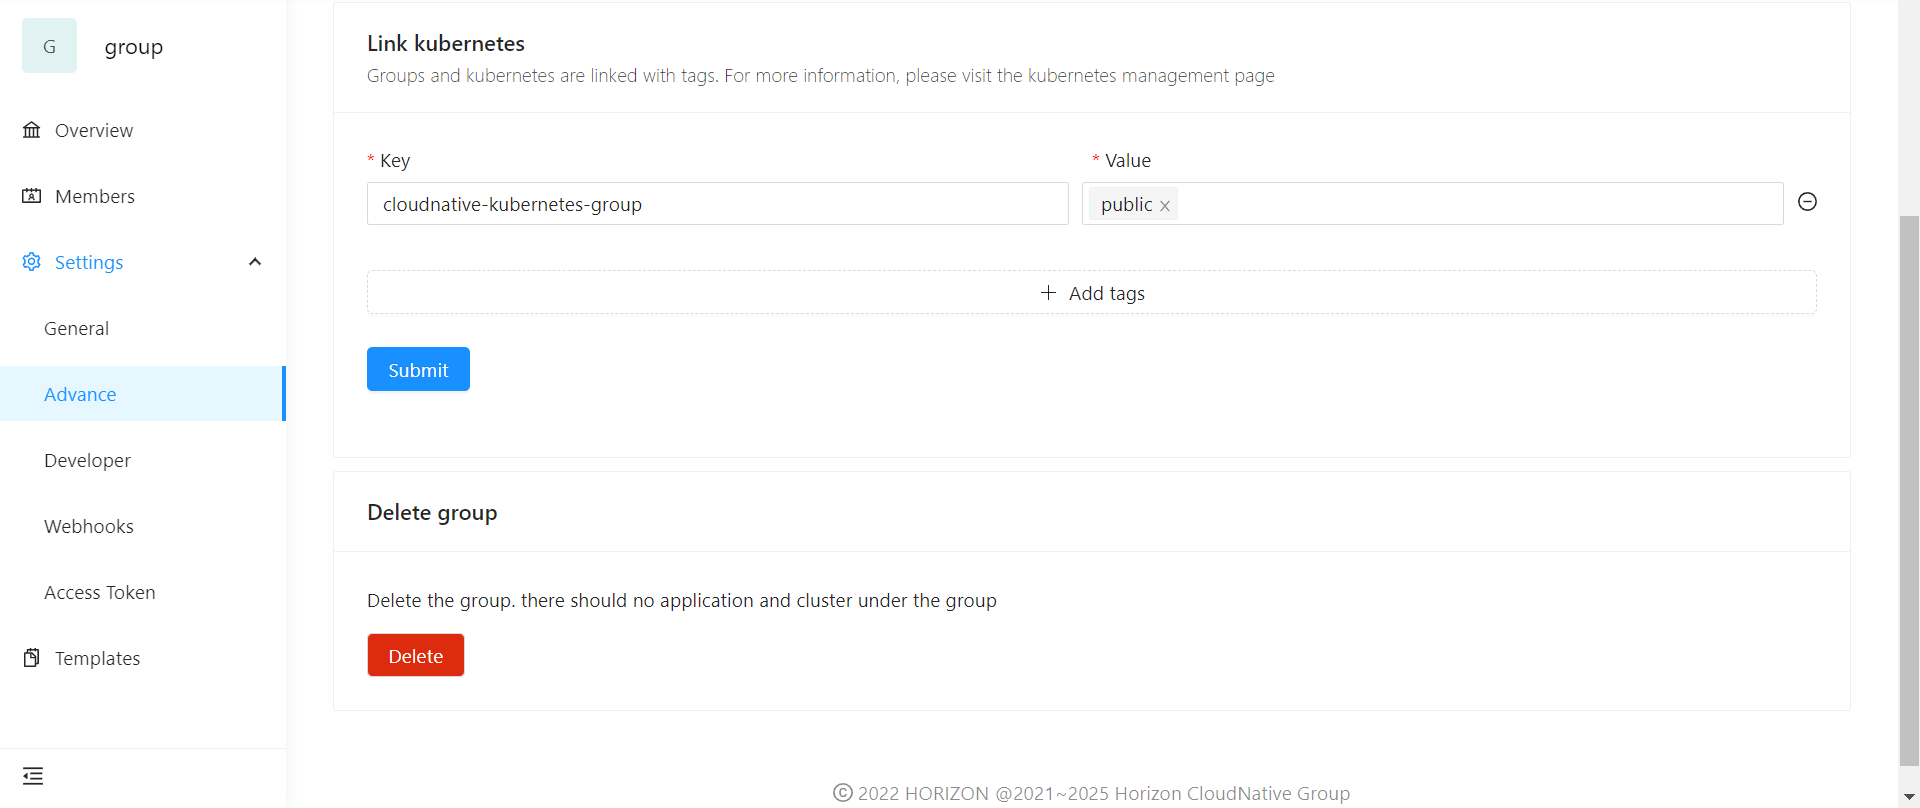 G group
Overview
Members
Settings
General
Advance
Developer
Webhooks
Access Token
Templates
Link kubernetes
Groups and kubernetes are linked with tags. For more information, please visit the kubernetes management page
* Key * Value
cloudnative-kubernetes-group public
Add tags
Submit
Delete group
Delete the group. there should no application and cluster under the group
Delete
© 2022 HORIZON @2021~2025 Horizon CloudNative Group